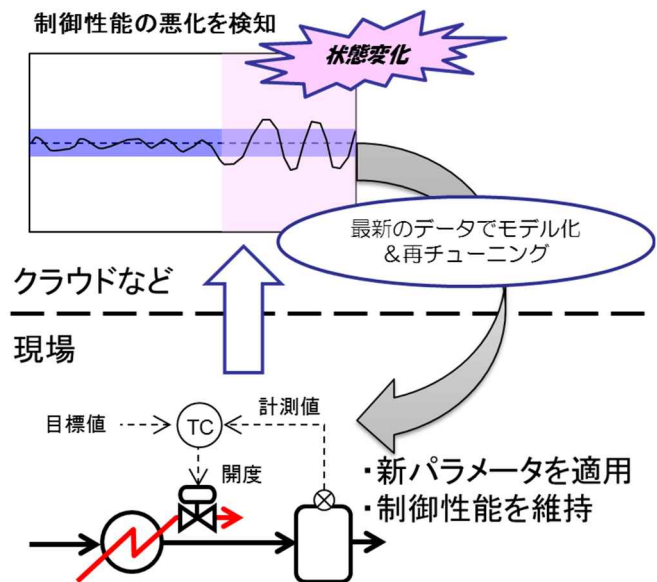 制御性能の悪化を検知
状態変化
最新のデータでモデル化
&再チューニング
クラウドなど
現場
目標値
TC
計測値
開度
・新パラメータを適用
・制御性能を維持